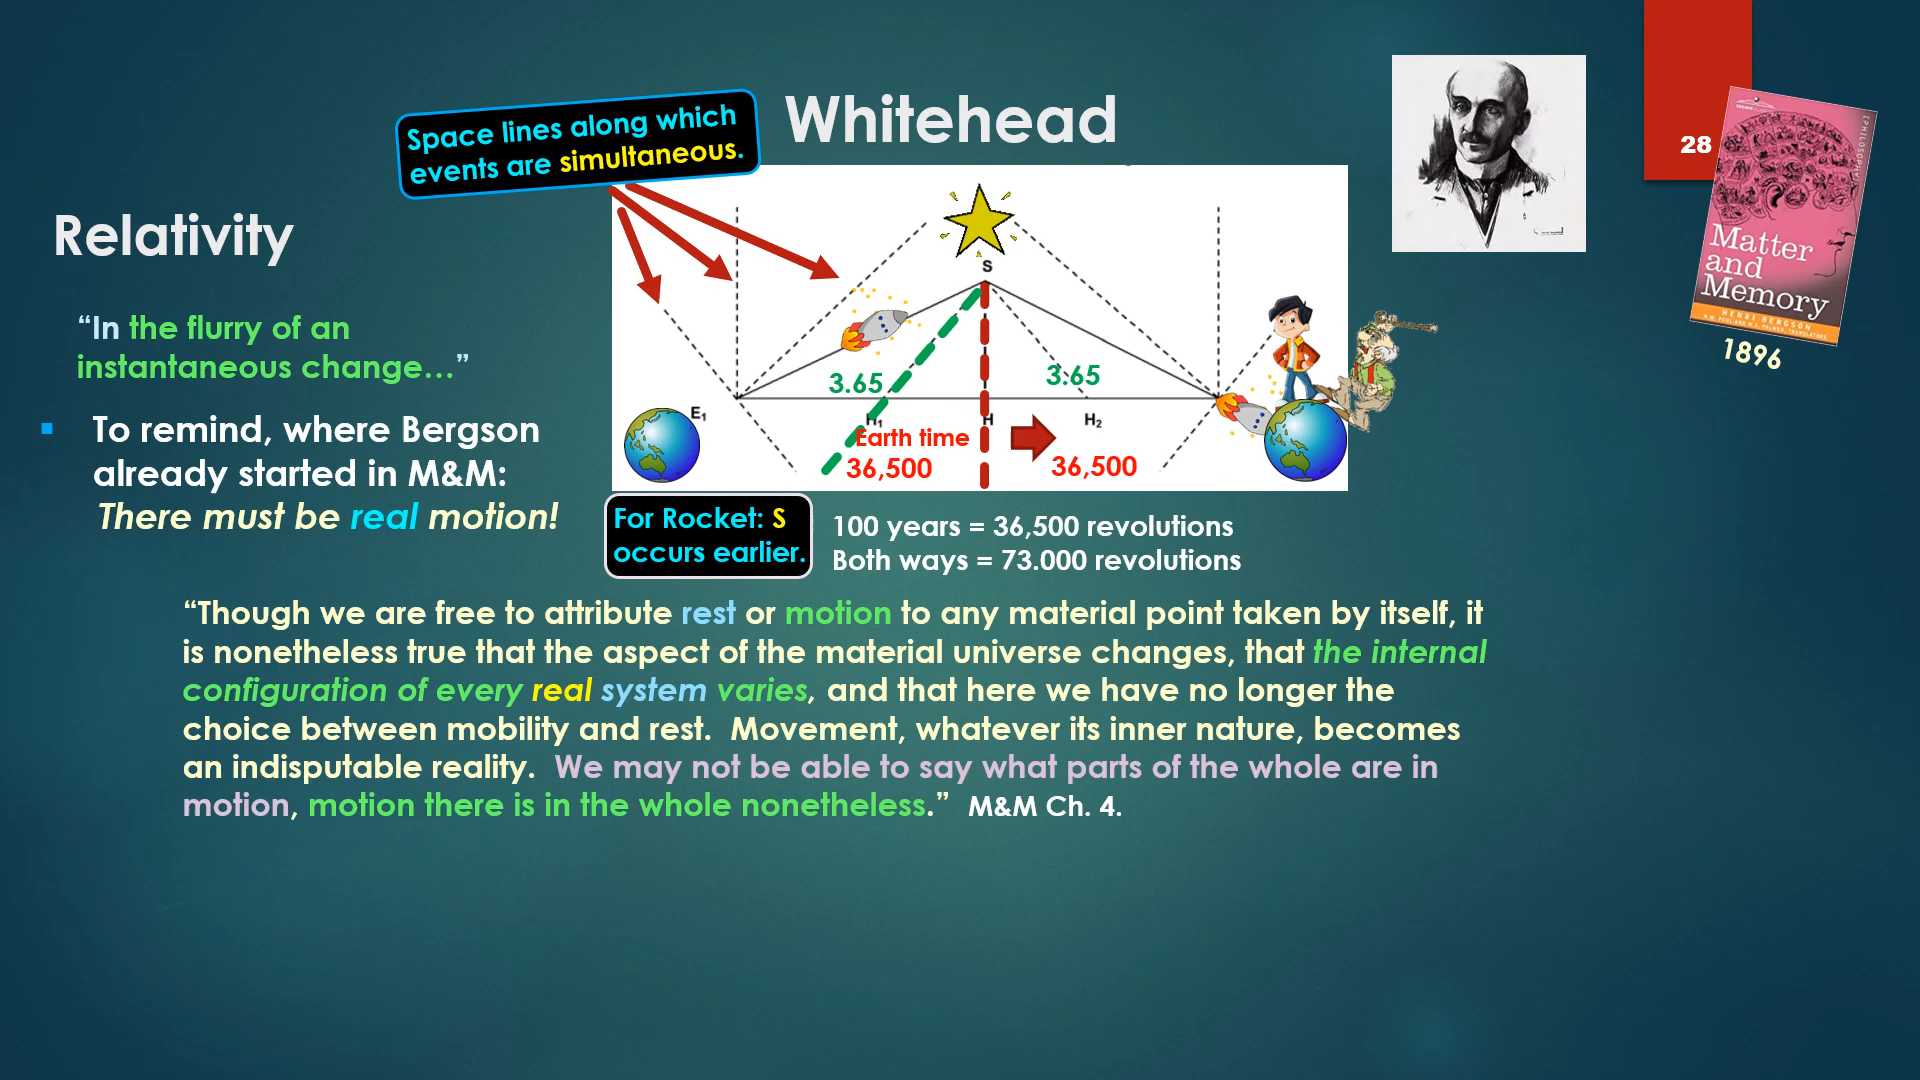 Whitehead
Space lines along which
events are simultaneous.
28
Relativity
“In the flurry of an
instantaneous change…”
▪ To remind, where Bergson
already started in M&M:
There must be real motion!
S
3.65
3.65
E1
H1
H
H2
Earth time
36,500
36,500
For Rocket: S
occurs earlier.
100 years = 36,500 revolutions
Both ways = 73.000 revolutions
Matter
and
Memory
HENRI BERGSON
1896
“Though we are free to attribute rest or motion to any material point taken by itself, it
is nonetheless true that the aspect of the material universe changes, that the internal
configuration of every real system varies, and that here we have no longer the
choice between mobility and rest.  Movement, whatever its inner nature, becomes
an indisputable reality.  We may not be able to say what parts of the whole are in
motion, motion there is in the whole nonetheless.”  M&M Ch. 4.